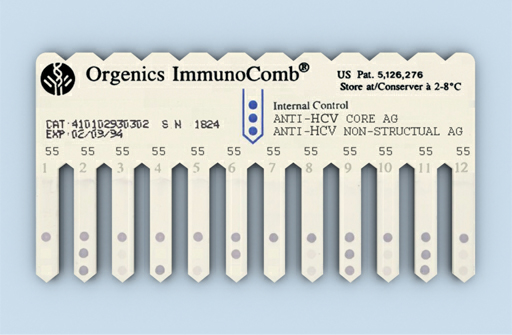 Orgenics ImmunoComb®
US Pat. 5,126,276
Store at/Conserver à 2-8°C
Internal Control
ANTI-HCV CORE AG
ANTI-HCV NON-STRUCTUAL AG
CAT·410102930302 S N 1824
EXP·02/09/94
55 55 55 55 55 55 55 55 55 55 55 55
1 2 3 4 5 6 7 8 9 10 11 12